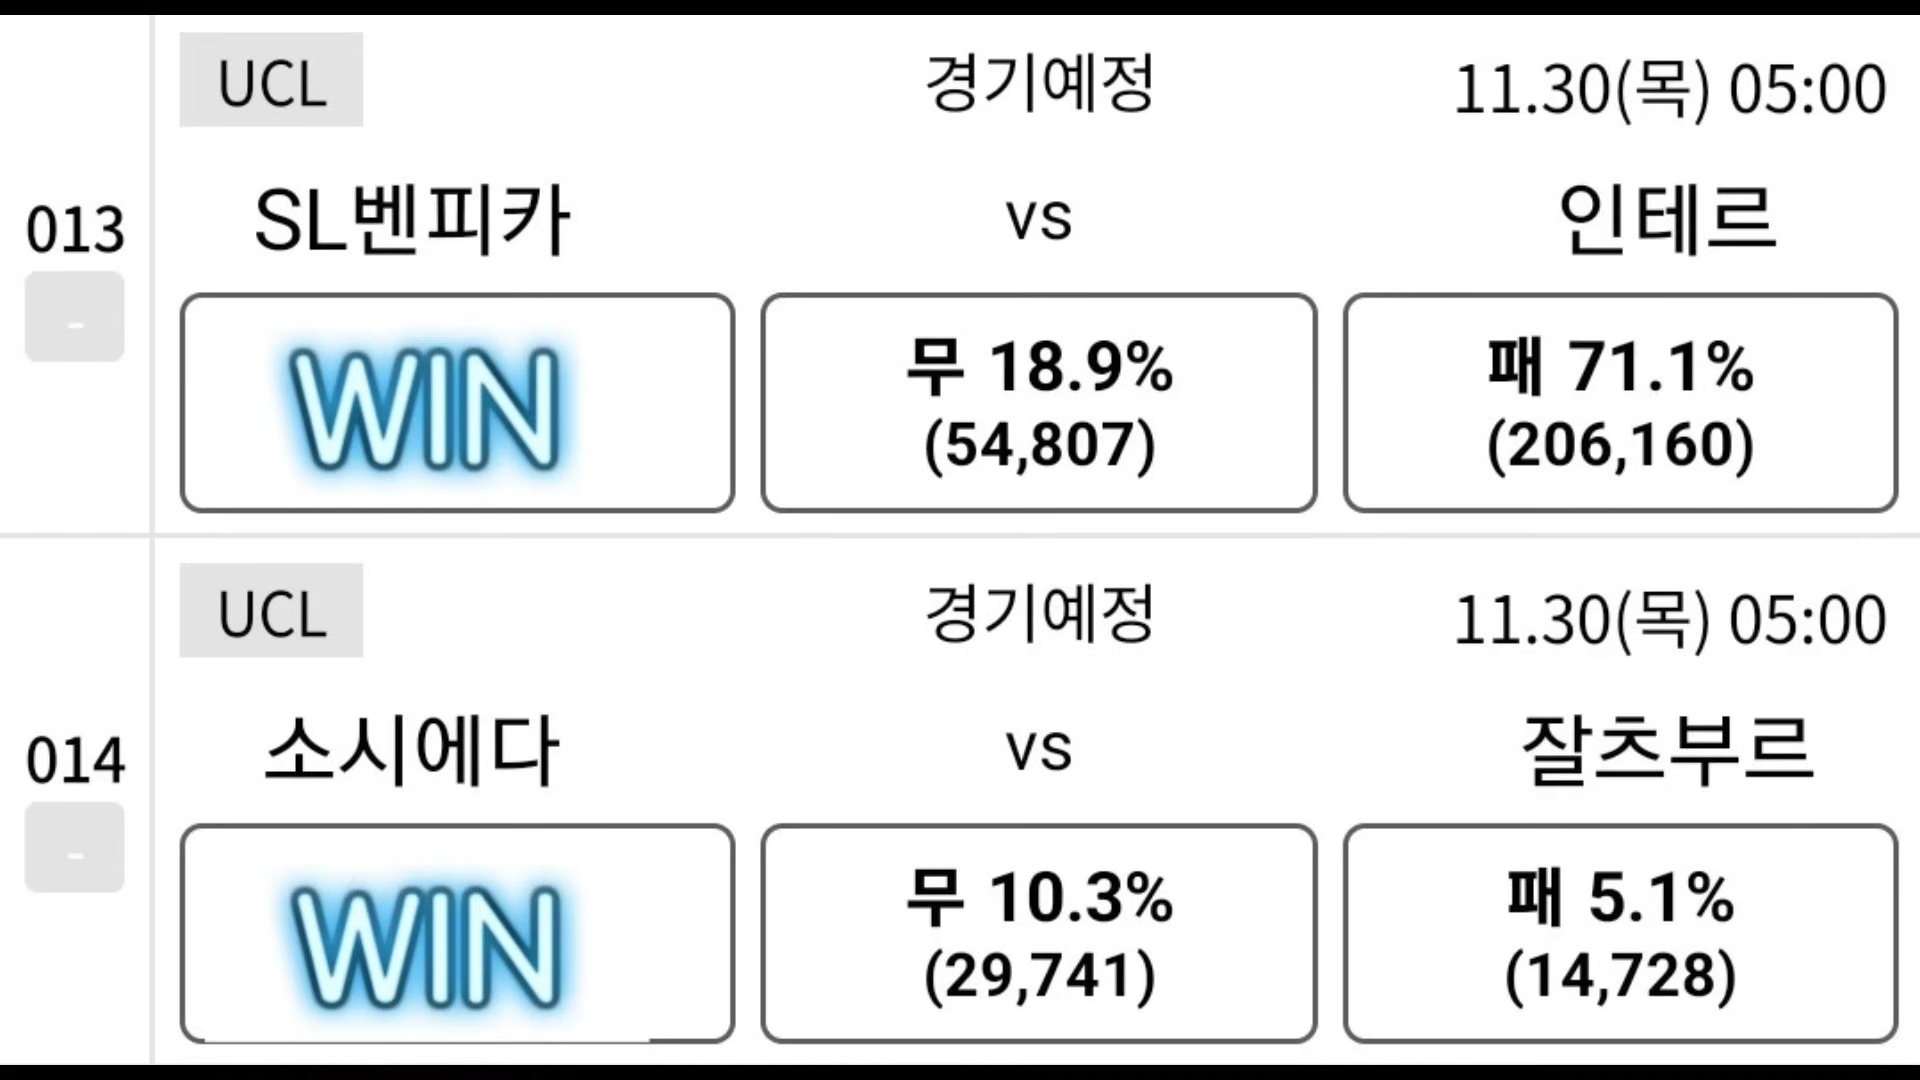 UCL 경기예정 11.30(목) 05:00
013 SL벤피카 vs 인테르
-
WIN 무 18.9% 패 71.1%
(54,807) (206,160)
UCL 경기예정 11.30(목) 05:00
014 소시에다 vs 잘츠부르
-
WIN 무 10.3% 패 5.1%
(29,741) (14,728)